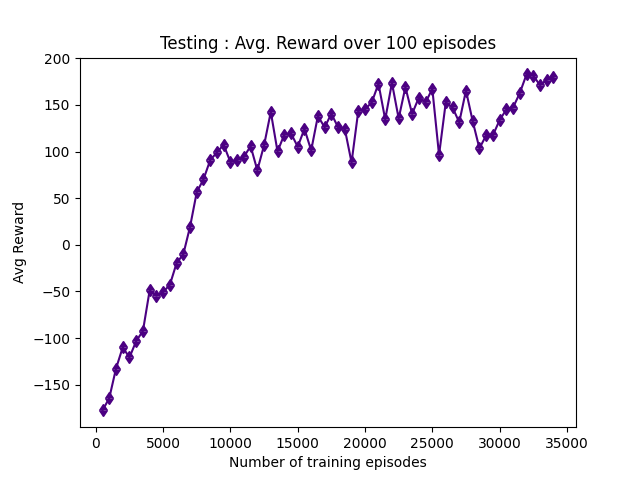 Testing : Avg. Reward over 100 episodes
200
150
100
50
0
−50
−100
−150
Avg Reward
0 5000 10000 15000 20000 25000 30000 35000
Number of training episodes